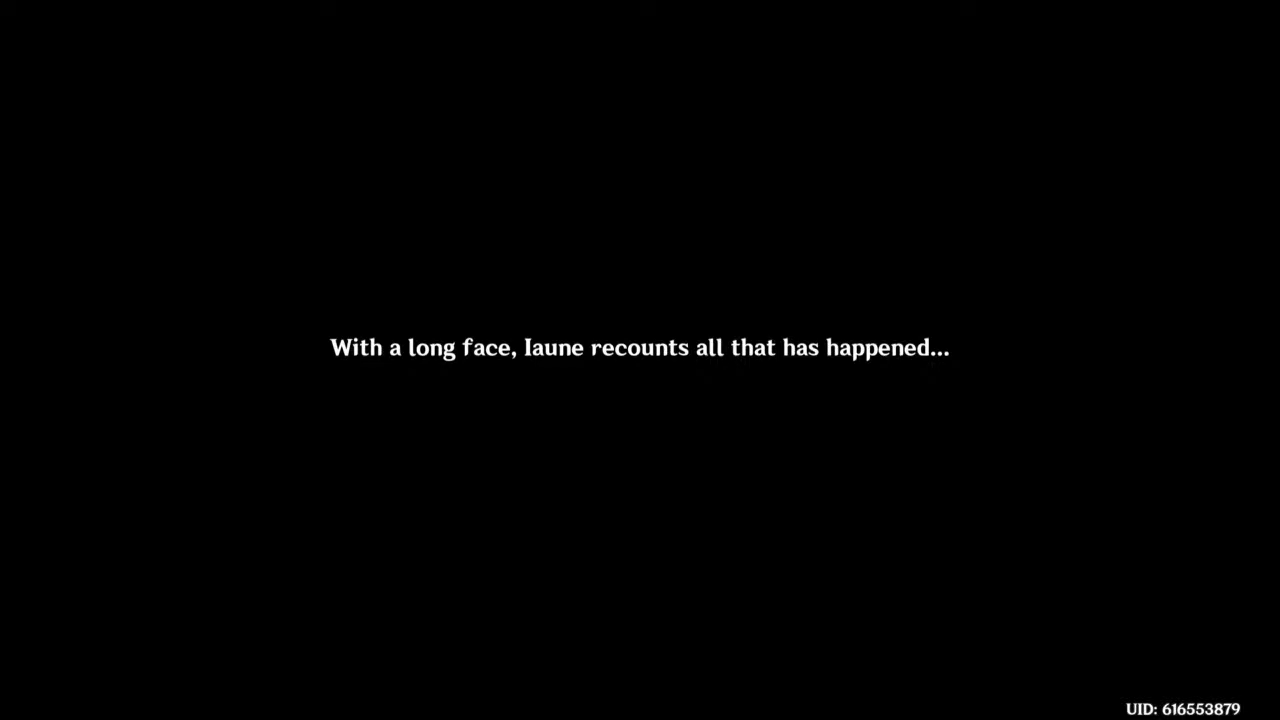 With a long face, Iaune recounts all that has happened...
UID: 616553879